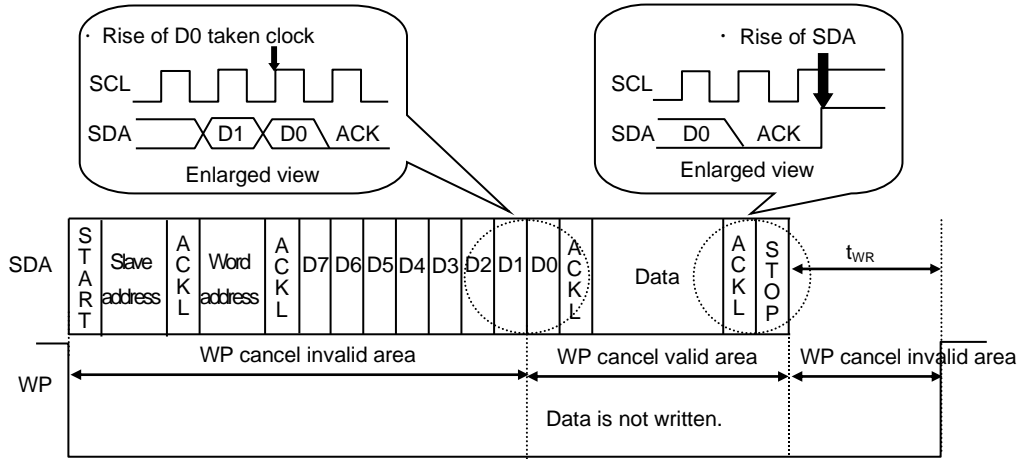 · Rise of D0 taken clock
SCL
SDA D1 D0 ACK
Enlarged view
· Rise of SDA
SCL
SDA D0 ACK
Enlarged view
SDA
START
Slave
address
ACKL
Word
address
ACKL
D7 D6 D5 D4 D3 D2 D1 D0
ACKL
Data
ACKL
STOP
tWR
WP
WP cancel invalid area
WP cancel valid area
WP cancel invalid area
Data is not written.